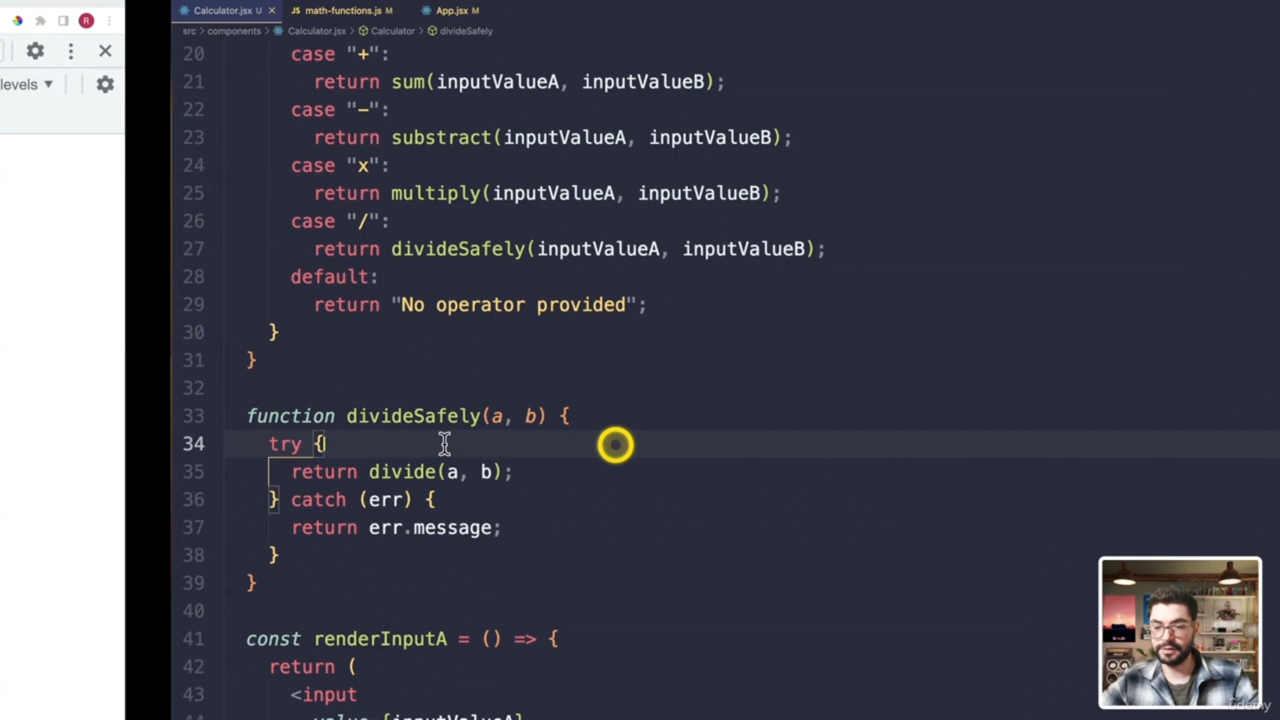 Calculator.jsx U ×
math-functions.js M
App.jsx M
R
src > components > Calculator.jsx > Calculator > divideSafely
levels
20 case "+":
21 return sum(inputValueA, inputValueB);
22 case "−":
23 return substract(inputValueA, inputValueB);
24 case "x":
25 return multiply(inputValueA, inputValueB);
26 case "/":
27 return divideSafely(inputValueA, inputValueB);
28 default:
29 return "No operator provided";
30 }
31 }
32
33 function divideSafely(a, b) {
34 try {
35 return divide(a, b);
36 } catch (err) {
37 return err.message;
38 }
39 }
40
41 const renderInputA = () => {
42 return (
43 <input
44 value={inputValueA}
udemy